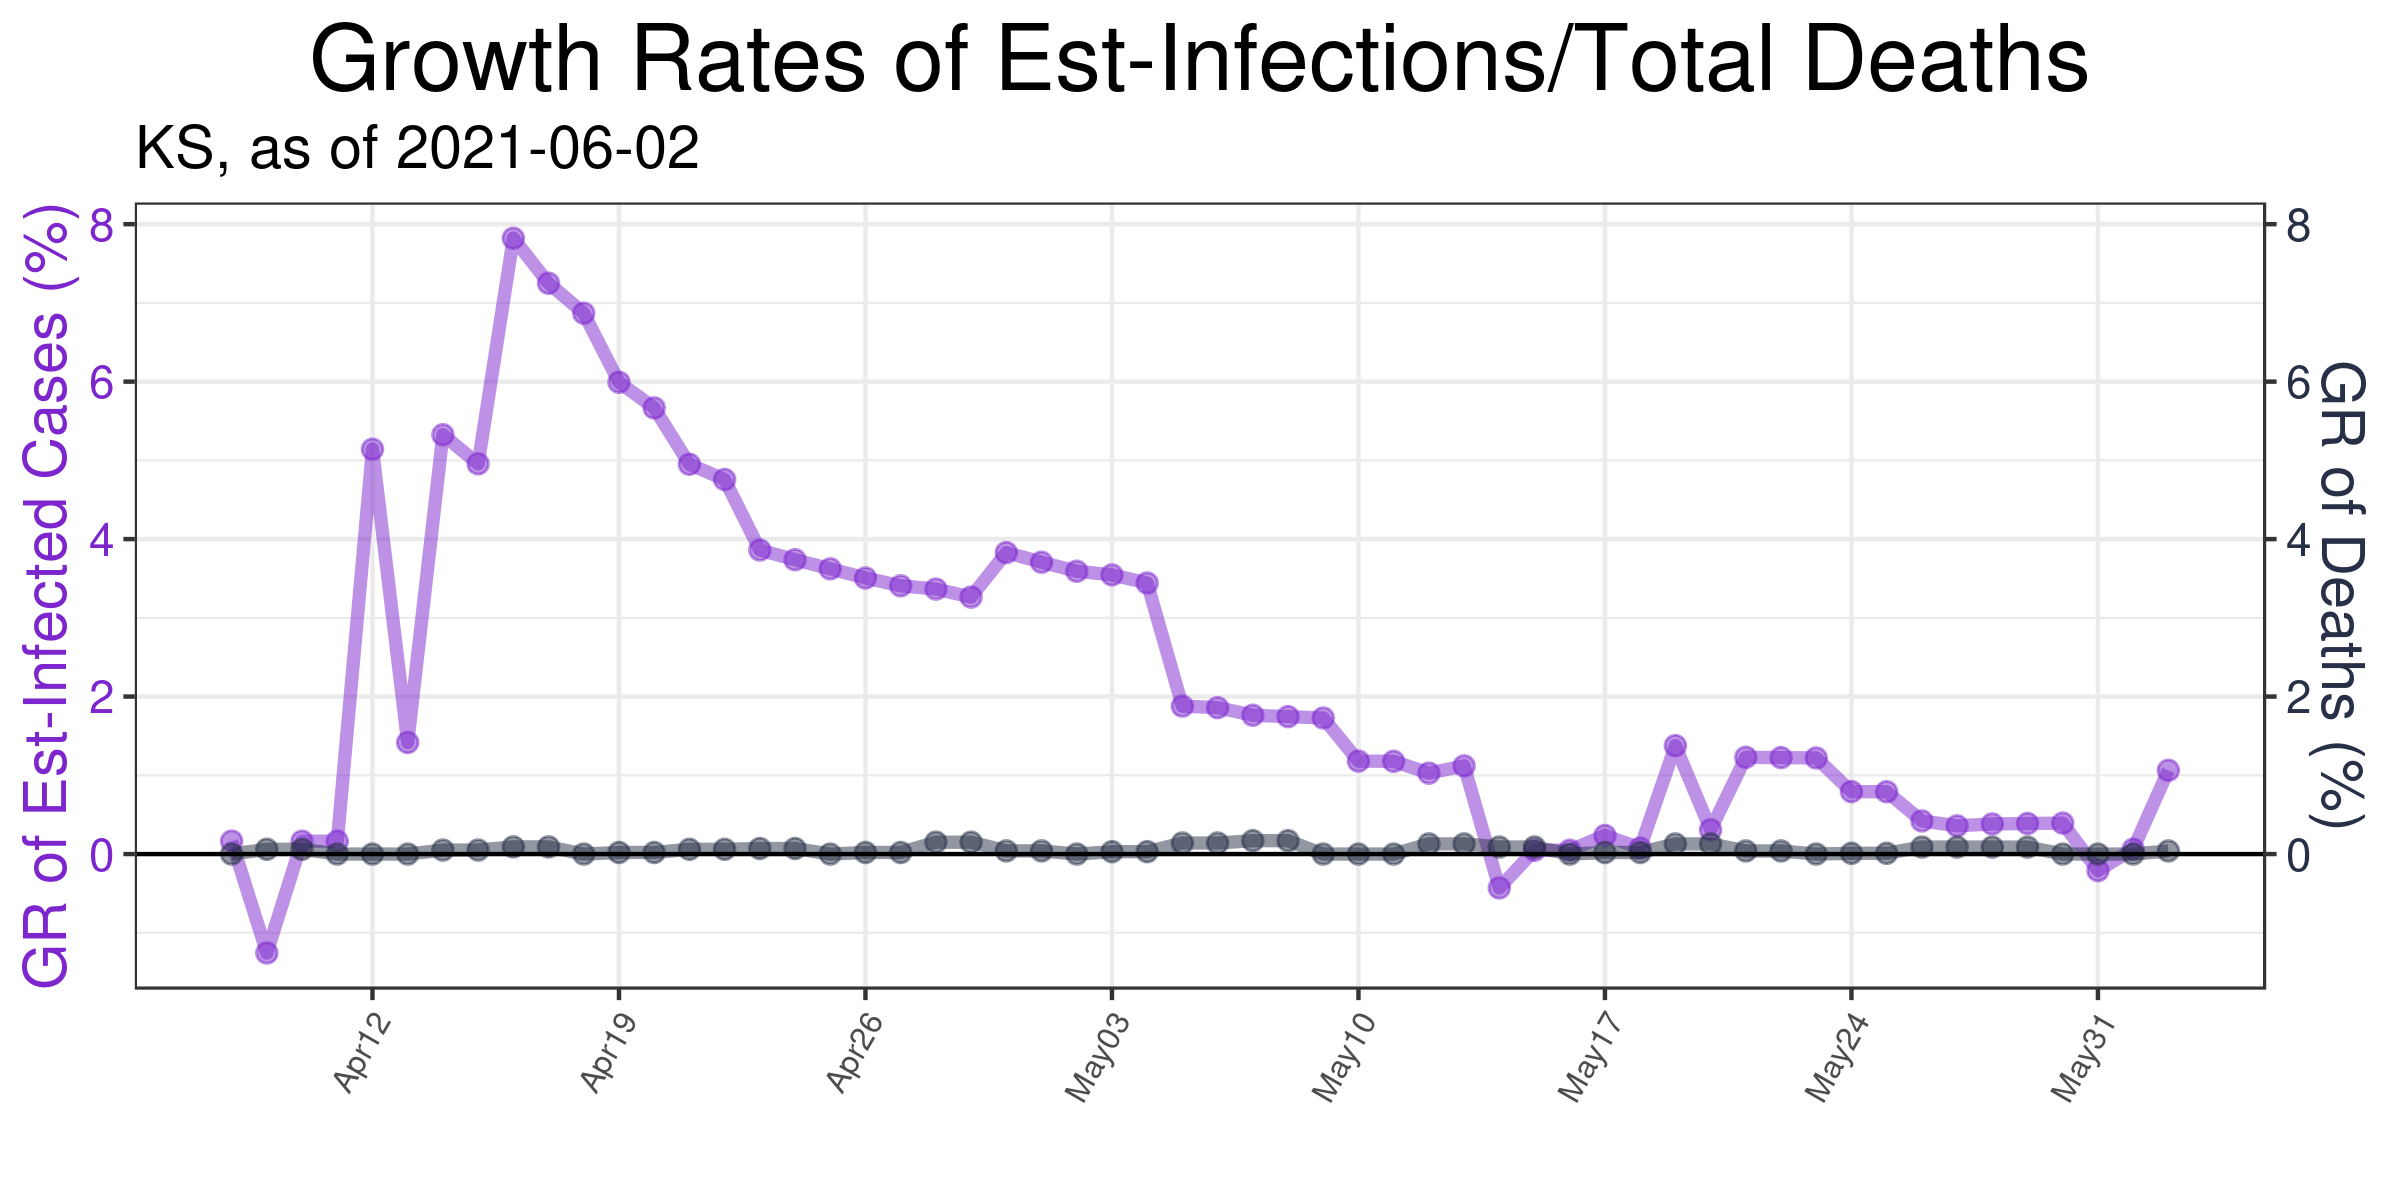 Growth Rates of Est-Infections/Total Deaths
KS, as of 2021-06-02
GR of Est-Infected Cases (%)
8
6
4
2
0
8
6
4
2
0
GR of Deaths (%)
Apr12
Apr19
Apr26
May03
May10
May17
May24
May31